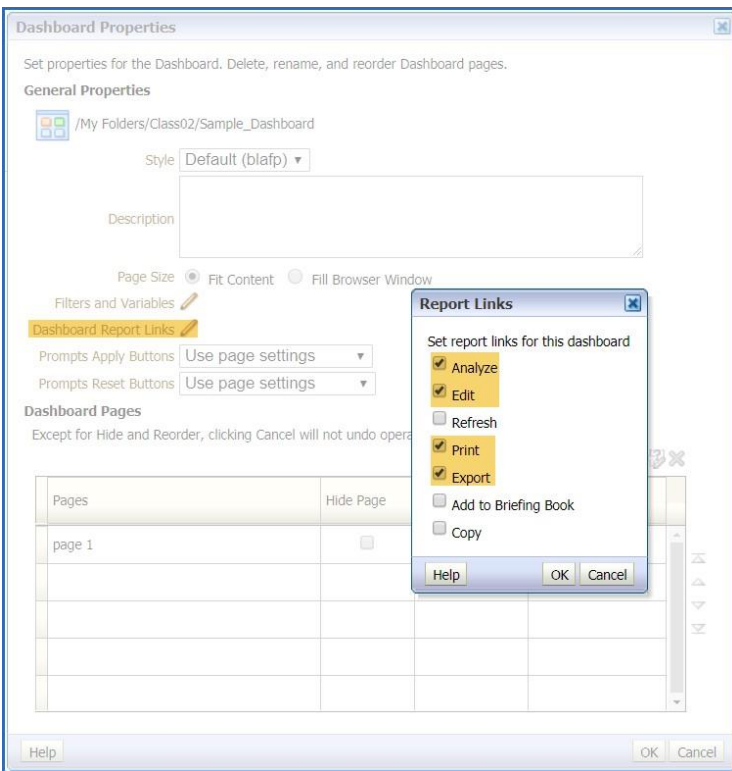 Dashboard Properties
Set properties for the Dashboard. Delete, rename, and reorder Dashboard pages.
General Properties
/My Folders/Class02/Sample_Dashboard
Style Default (blafp)
Description
Page Size Fit Content Fill Browser Window
Filters and Variables
Dashboard Report Links
Prompts Apply Buttons Use page settings
Prompts Reset Buttons Use page settings
Dashboard Pages
Except for Hide and Reorder, clicking Cancel will not undo
Pages Hide Page
page 1
Help OK Cancel
Report Links
Set report links for this dashboard
Analyze
Edit
Refresh
Print
Export
Add to Briefing Book
Copy
Help OK Cancel